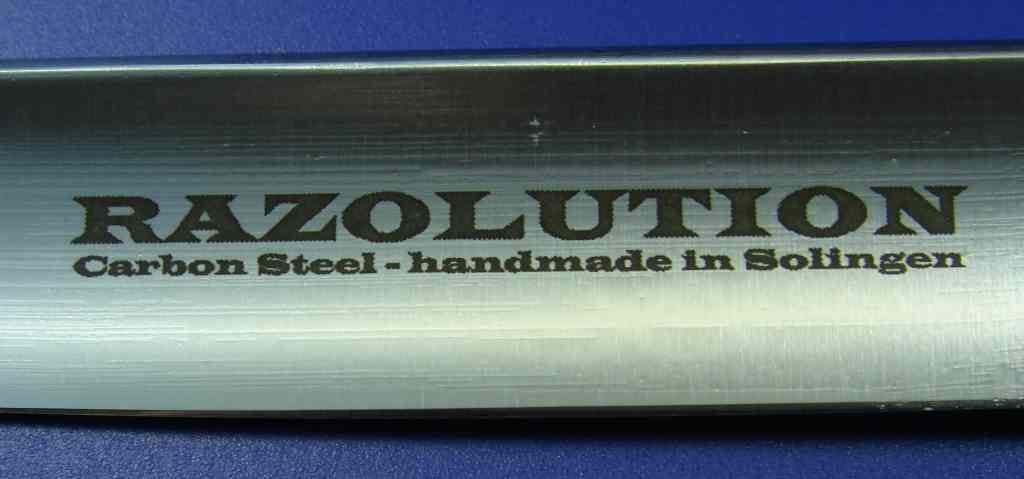 RAZOLUTION
Carbon Steel - handmade in Solingen